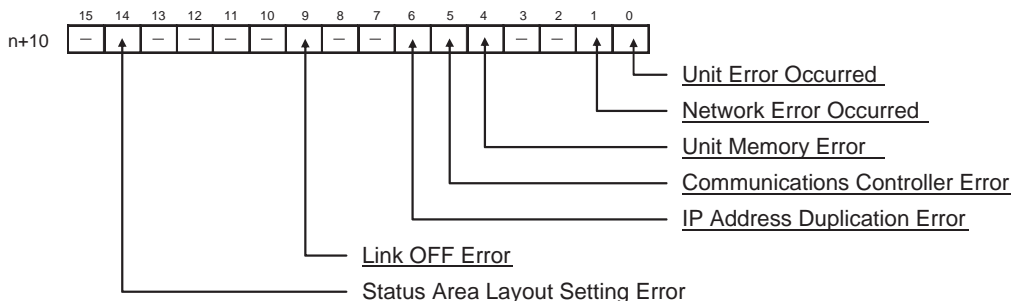 15 14 13 12 11 10 9 8 7 6 5 4 3 2 1 0
n+10 – – – – – – – – –
Unit Error Occurred
Network Error Occurred
Unit Memory Error
Communications Controller Error
IP Address Duplication Error
Link OFF Error
Status Area Layout Setting Error